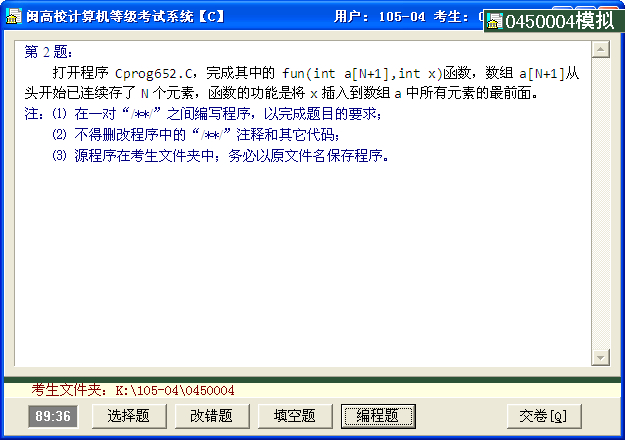 闽高校计算机等级考试系统【C】 用户: 105-04 考生:
0450004模拟
第 2 题:
打开程序 Cprog652.C, 完成其中的 fun(int a[N+1],int x)函数, 数组 a[N+1]从
头开始已连续存了 N 个元素, 函数的功能是将 x 插入到数组 a 中所有元素的最前面。
注: ⑴ 在一对“/**/”之间编写程序, 以完成题目的要求;
⑵ 不得删改程序中的“/**/”注释和其它代码;
⑶ 源程序在考生文件夹中; 务必以原文件名保存程序。
考生文件夹: K:\105-04\0450004
89:36 选择题 改错题 填空题 编程题 交卷[Q]